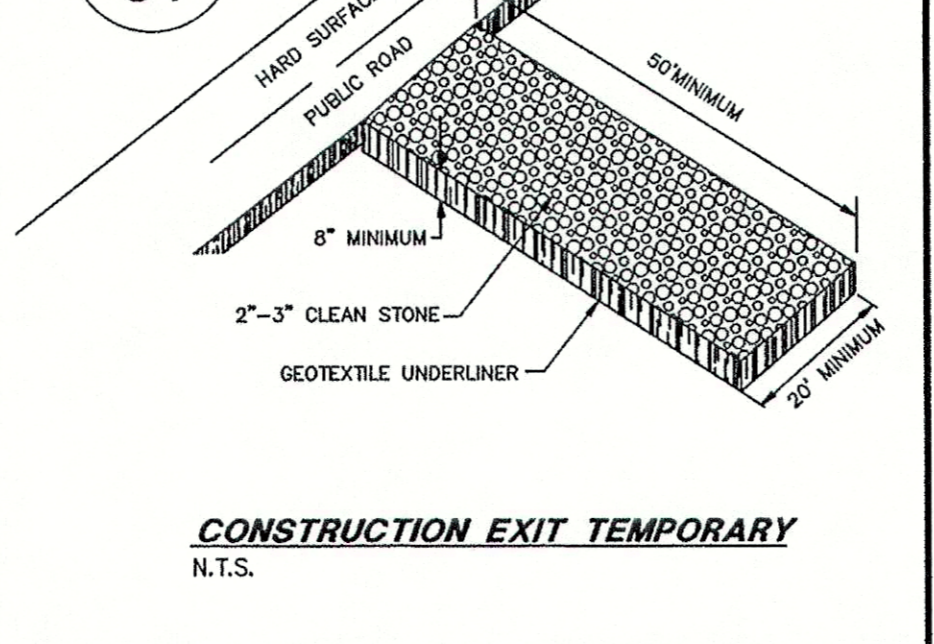 HARD SURFACE
PUBLIC ROAD
50'MINIMUM
8" MINIMUM
2"-3" CLEAN STONE
GEOTEXTILE UNDERLINER
20' MINIMUM
CONSTRUCTION EXIT TEMPORARY
N.T.S.